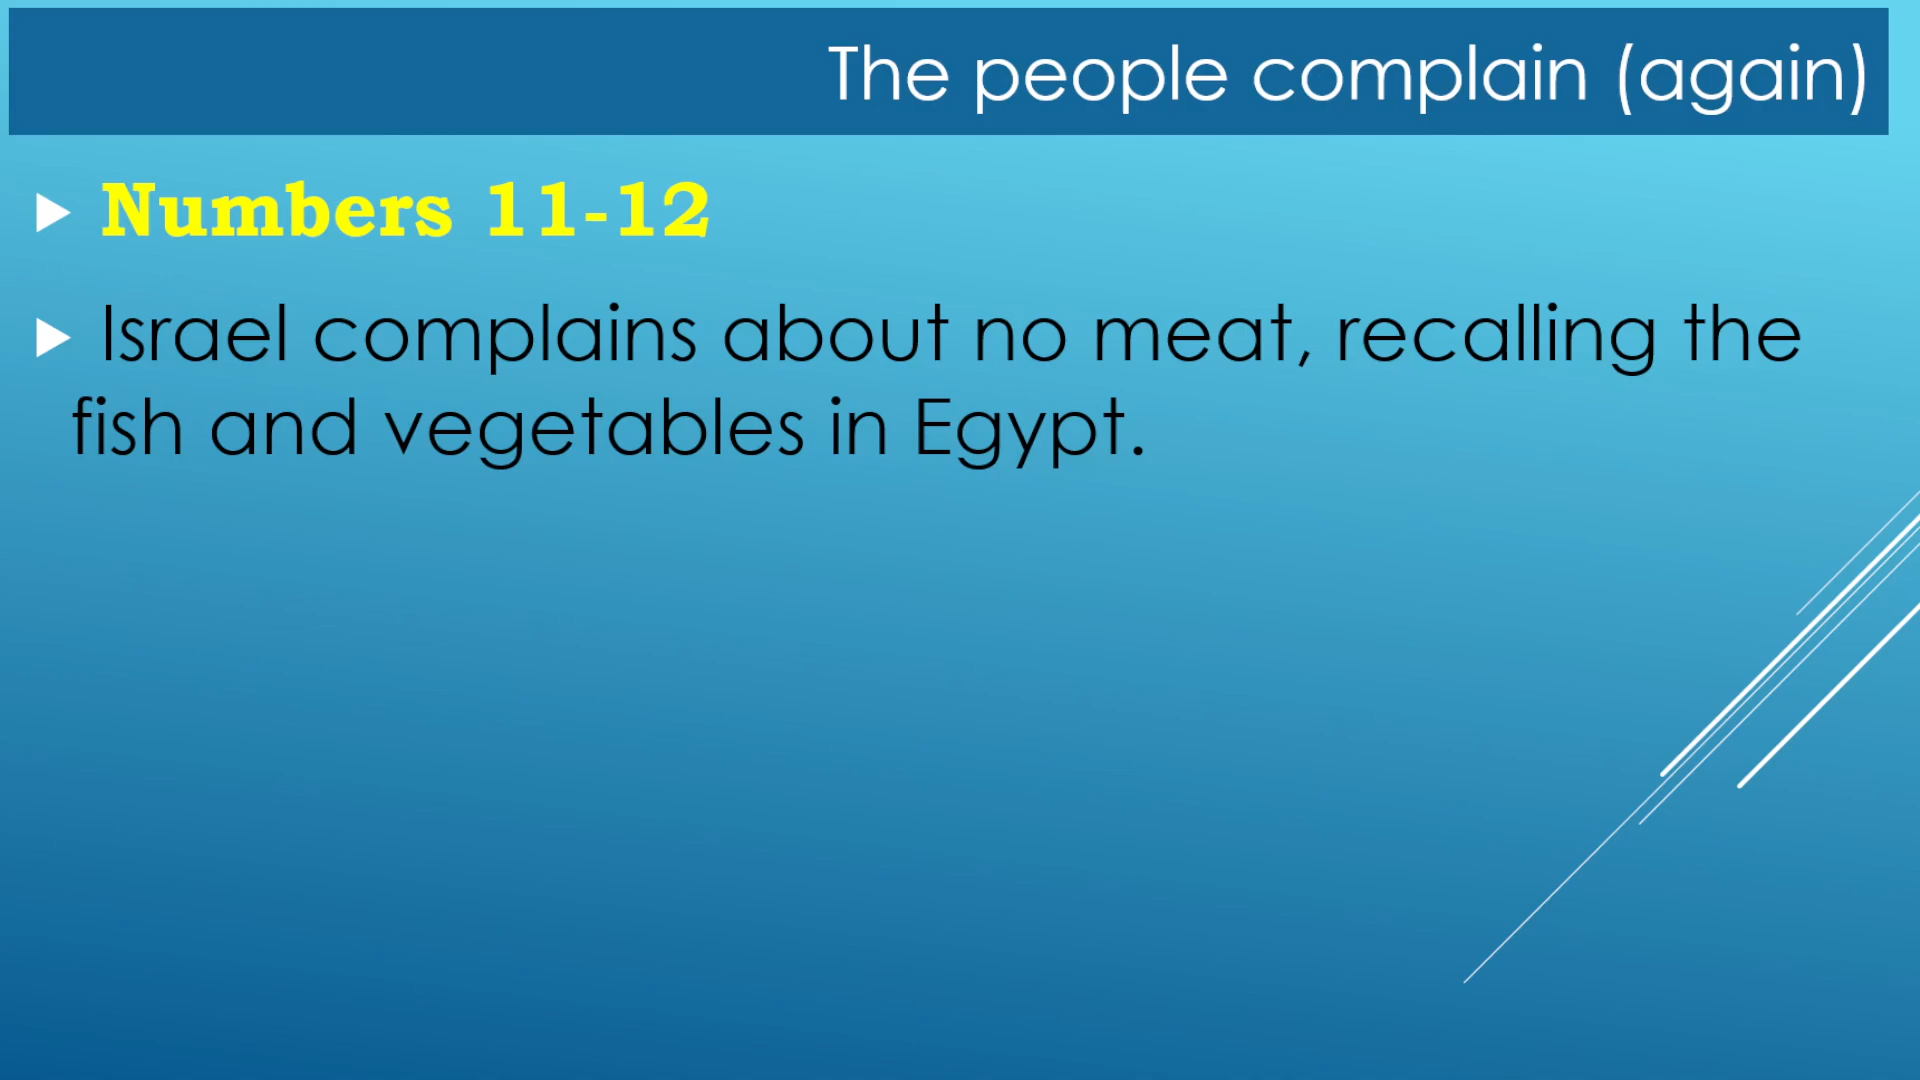 The people complain (again)
Numbers 11-12
Israel complains about no meat, recalling the
fish and vegetables in Egypt.